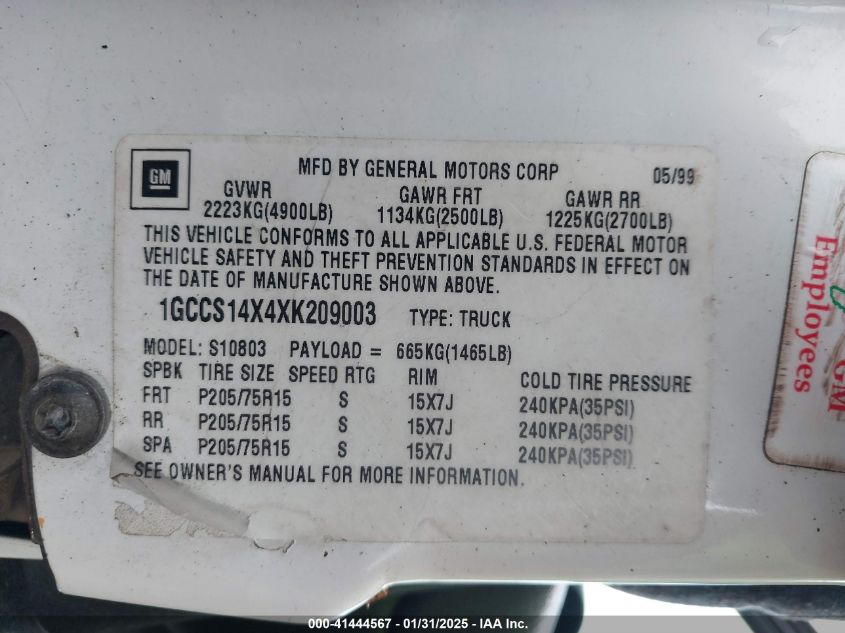 GM
MFD BY GENERAL MOTORS CORP 05/99
GVWR GAWR FRT GAWR RR
2223KG(4900LB) 1134KG(2500LB) 1225KG(2700LB)
THIS VEHICLE CONFORMS TO ALL APPLICABLE U.S. FEDERAL MOTOR
VEHICLE SAFETY AND THEFT PREVENTION STANDARDS IN EFFECT ON
THE DATE OF MANUFACTURE SHOWN ABOVE.
1GCCS14X4XK209003 TYPE: TRUCK
MODEL: S10803 PAYLOAD = 665KG(1465LB)
SPBK TIRE SIZE SPEED RTG RIM COLD TIRE PRESSURE
FRT P205/75R15 S 15X7J 240KPA(35PSI)
RR P205/75R15 S 15X7J 240KPA(35PSI)
SPA P205/75R15 S 15X7J 240KPA(35PSI)
SEE OWNER'S MANUAL FOR MORE INFORMATION.
GM
Employees
000-41444567 - 01/31/2025 - IAA Inc.